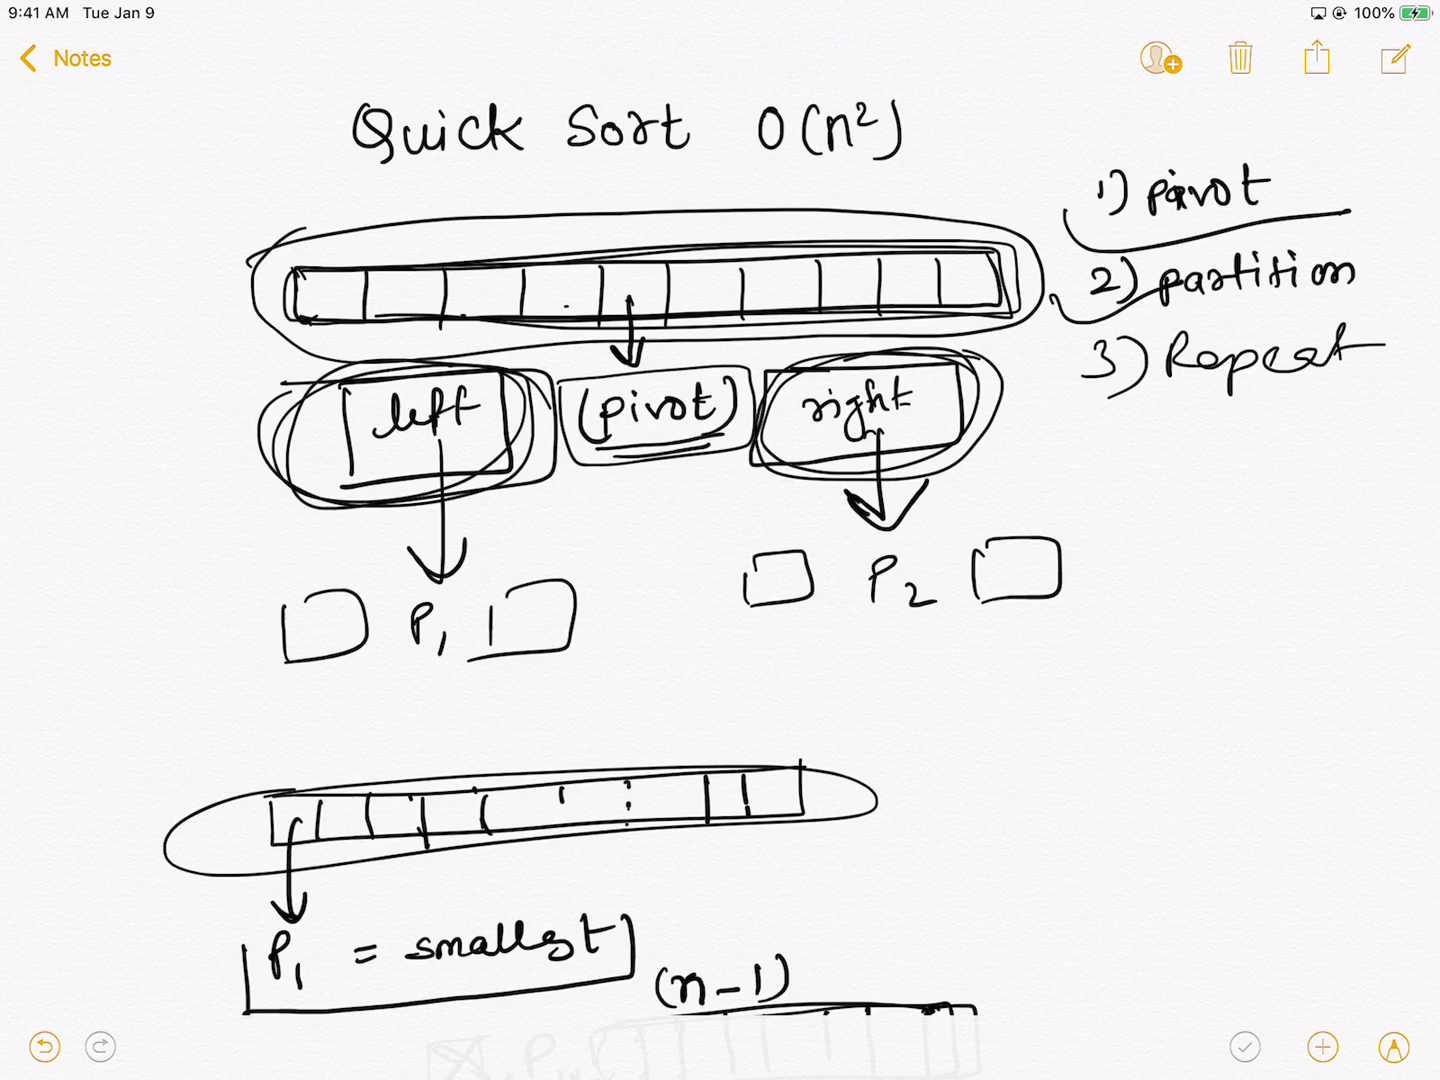 9:41 AM Tue Jan 9 100%
Notes
Quick Sort O(n²)
1) pivot
2) partition
3) Repeat
left (pivot) right
P₂
P₁
P₁ = smallest
(n-1)